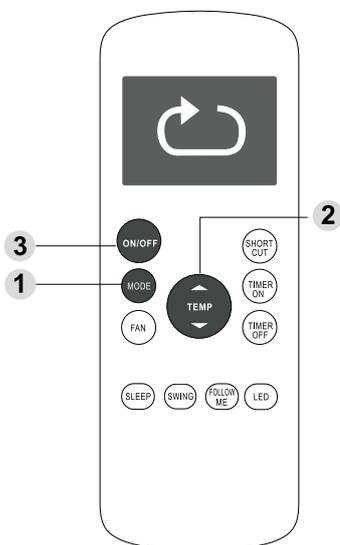 2
3
ON/OFF
SHORT
CUT
1
MODE
TEMP
TIMER
ON
FAN
TIMER
OFF
SLEEP
SWING
FOLLOW
ME
LED